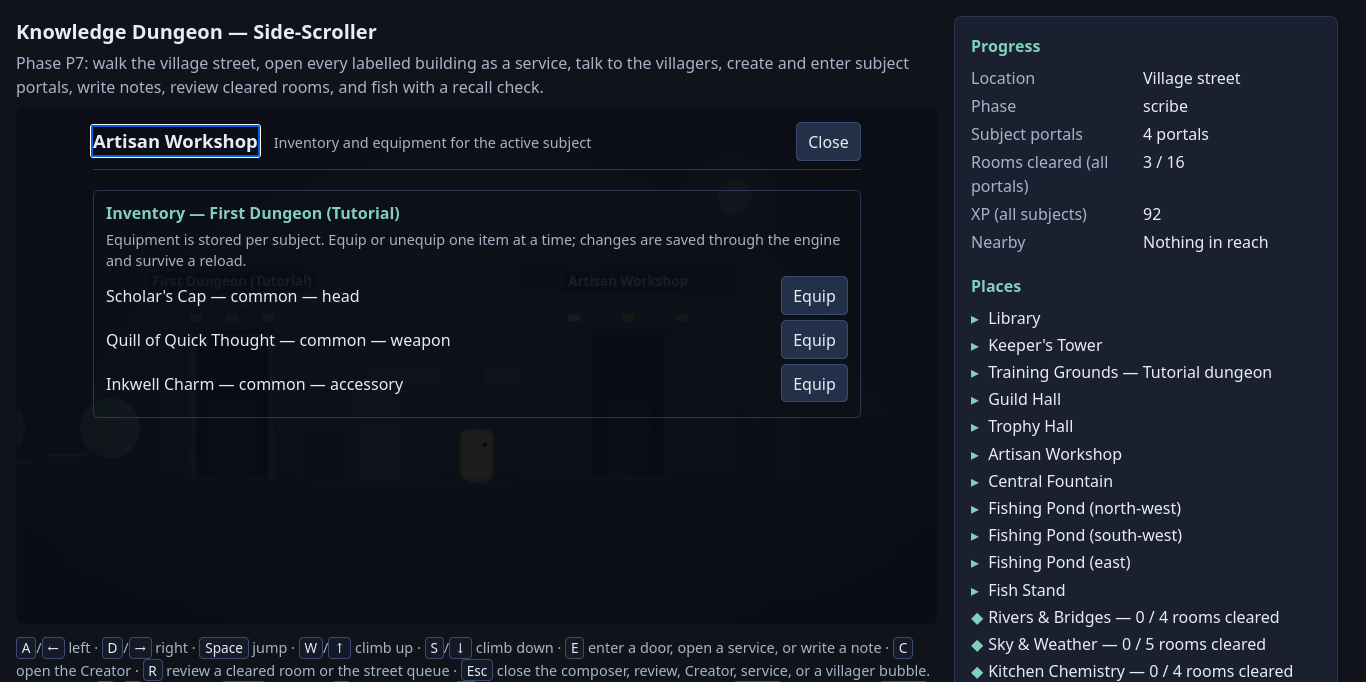 Knowledge Dungeon — Side-Scroller
Phase P7: walk the village street, open every labelled building as a service, talk to the villagers, create and enter subject
portals, write notes, review cleared rooms, and fish with a recall check.
Artisan Workshop
Inventory and equipment for the active subject
Close
Inventory — First Dungeon (Tutorial)
Equipment is stored per subject. Equip or unequip one item at a time; changes are saved through the engine
and survive a reload.
First Dungeon (Tutorial)
Artisan Workshop
Scholar's Cap — common — head
Equip
Quill of Quick Thought — common — weapon
Equip
Inkwell Charm — common — accessory
Equip
A/← left · D/→ right · Space jump · W/↑ climb up · S/↓ climb down · E enter a door, open a service, or write a note · C
open the Creator · R review a cleared room or the street queue · Esc close the composer, review, Creator, service, or a villager bubble.
Progress
Location Village street
Phase scribe
Subject portals 4 portals
Rooms cleared (all 3 / 16
portals)
XP (all subjects) 92
Nearby Nothing in reach
Places
▸ Library
▸ Keeper's Tower
▸ Training Grounds — Tutorial dungeon
▸ Guild Hall
▸ Trophy Hall
▸ Artisan Workshop
▸ Central Fountain
▸ Fishing Pond (north-west)
▸ Fishing Pond (south-west)
▸ Fishing Pond (east)
▸ Fish Stand
◆ Rivers & Bridges — 0 / 4 rooms cleared
◆ Sky & Weather — 0 / 5 rooms cleared
◆ Kitchen Chemistry — 0 / 4 rooms cleared